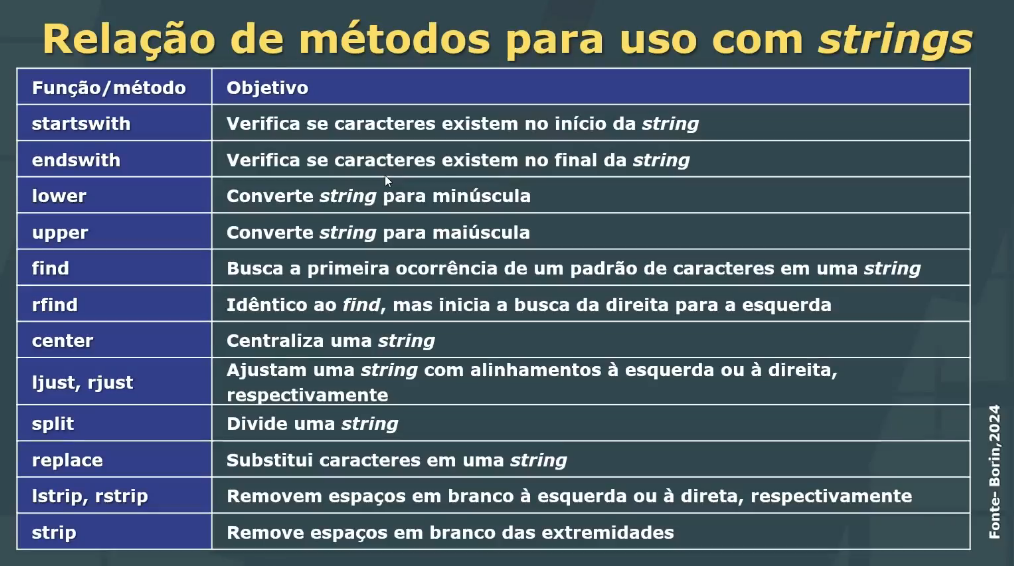 Relação de métodos para uso com strings
Função/método Objetivo
startswith Verifica se caracteres existem no início da string
endswith Verifica se caracteres existem no final da string
lower Converte string para minúscula
upper Converte string para maiúscula
find Busca a primeira ocorrência de um padrão de caracteres em uma string
rfind Idêntico ao find, mas inicia a busca da direita para a esquerda
center Centraliza uma string
ljust, rjust Ajustam uma string com alinhamentos à esquerda ou à direita,
respectivamente
split Divide uma string
replace Substitui caracteres em uma string
lstrip, rstrip Removem espaços em branco à esquerda ou à direta, respectivamente
strip Remove espaços em branco das extremidades
Fonte- Borin,2024